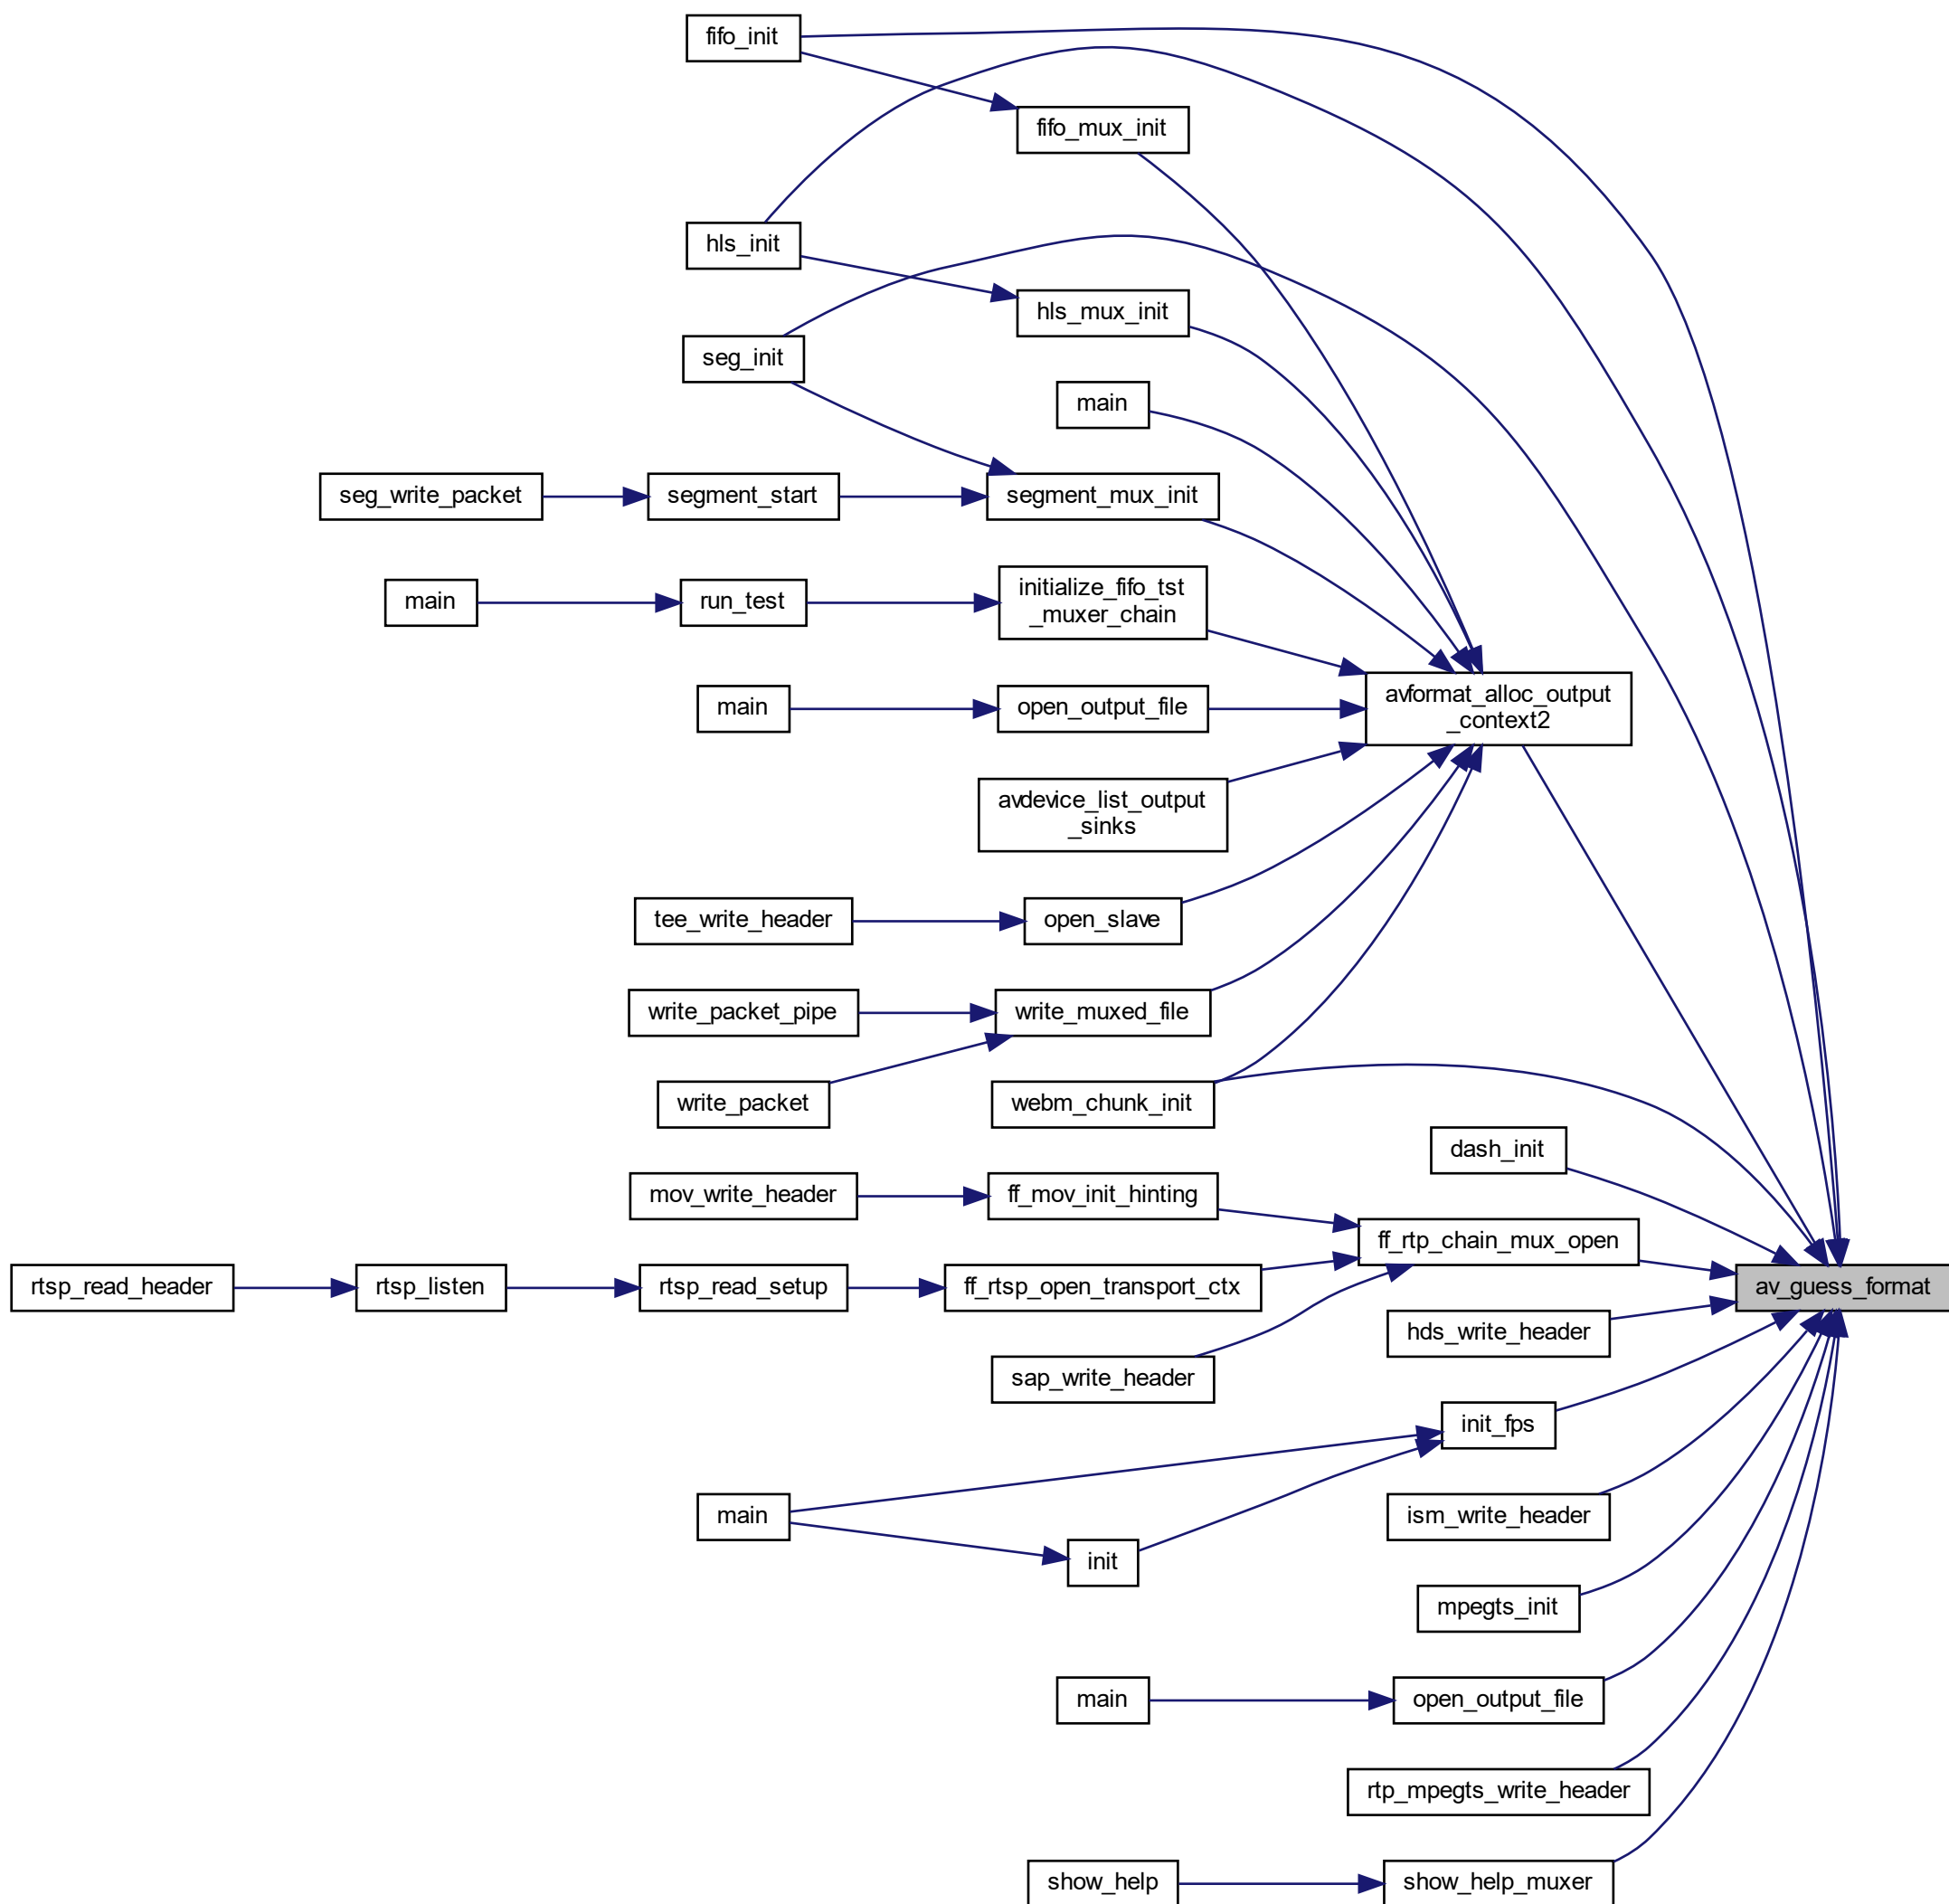 fifo_init
fifo_mux_init
hls_init
hls_mux_init
seg_init
main
seg_write_packet
segment_start
segment_mux_init
main
run_test
initialize_fifo_tst
_muxer_chain
main
open_output_file
avformat_alloc_output
_context2
avdevice_list_output
_sinks
tee_write_header
open_slave
write_packet_pipe
write_muxed_file
write_packet
webm_chunk_init
dash_init
mov_write_header
ff_mov_init_hinting
ff_rtp_chain_mux_open
rtsp_read_header
rtsp_listen
rtsp_read_setup
ff_rtsp_open_transport_ctx
av_guess_format
hds_write_header
sap_write_header
init_fps
main
ism_write_header
init
mpegts_init
main
open_output_file
rtp_mpegts_write_header
show_help
show_help_muxer